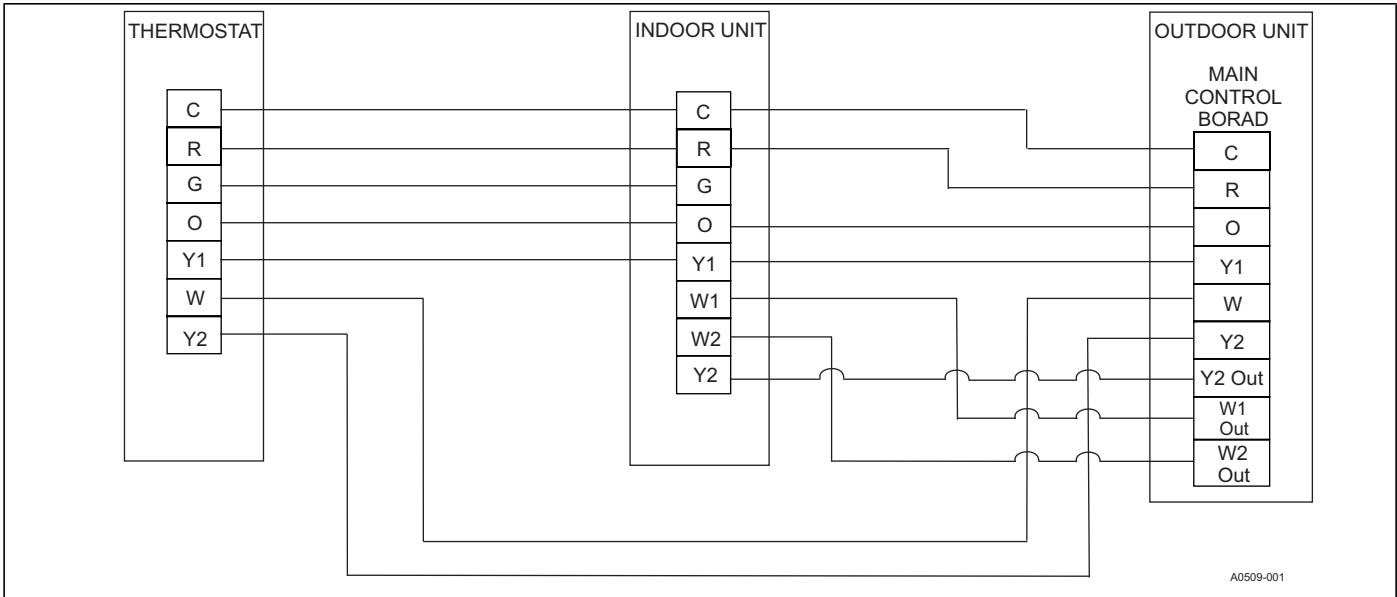 THERMOSTAT
C
R
G
O
Y1
W
Y2
INDOOR UNIT
C
R
G
O
Y1
W1
W2
Y2
OUTDOOR UNIT
MAIN
CONTROL
BORAD
C
R
O
Y1
W
Y2
Y2 Out
W1
Out
W2
Out
A0509-001